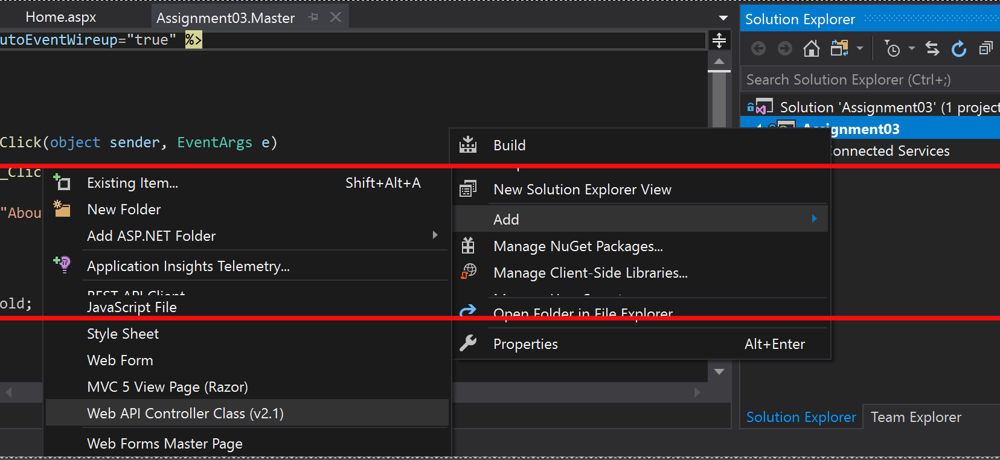 Home.aspx
Assignment03.Master
utoEventWireup="true" %>
Click(object sender, EventArgs e)
_Clic
"Abou
old;
Solution Explorer
Search Solution Explorer (Ctrl+;)
Solution 'Assignment03' (1 project
Assignment03
onnected Services
Build
New Solution Explorer View
Add
Manage NuGet Packages...
Manage Client-Side Libraries...
Open Folder in File Explorer
Properties Alt+Enter
Existing Item... Shift+Alt+A
New Folder
Add ASP.NET Folder
Application Insights Telemetry...
REST API Client
JavaScript File
Style Sheet
Web Form
MVC 5 View Page (Razor)
Web API Controller Class (v2.1)
Web Forms Master Page
Solution Explorer
Team Explorer